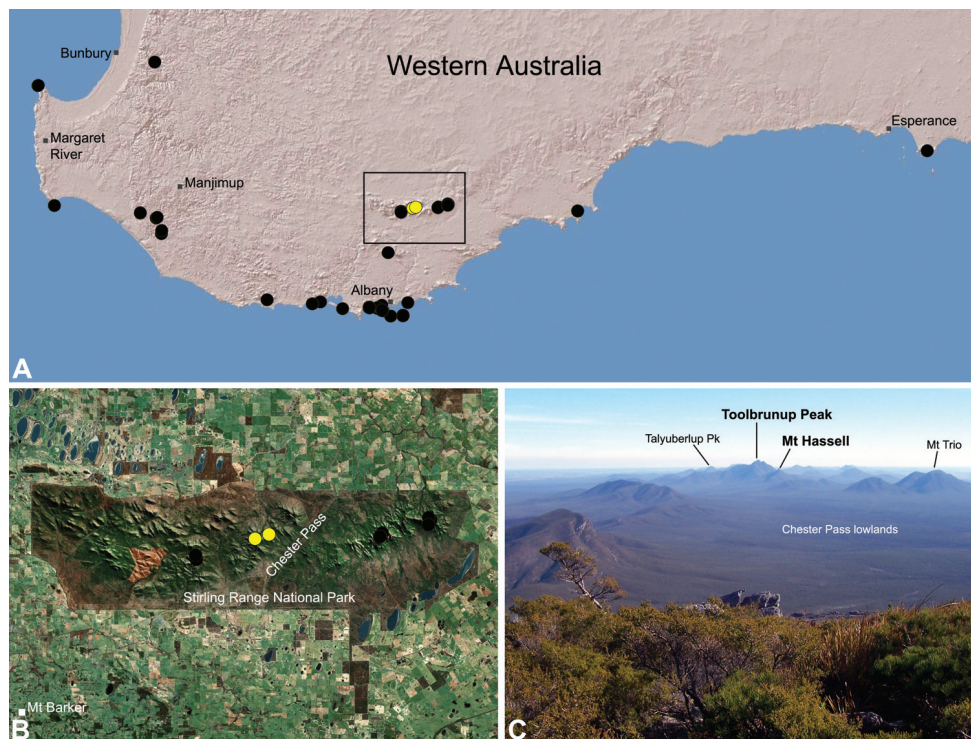 Western Australia
Bunbury
Esperance
Margaret
River
Manjimup
Albany
A
Toolbrunup Peak
Talyuberlup Pk
Mt Hassell
Mt Trio
Chester Pass
Chester Pass lowlands
Stirling Range National Park
Mt Barker
B
C